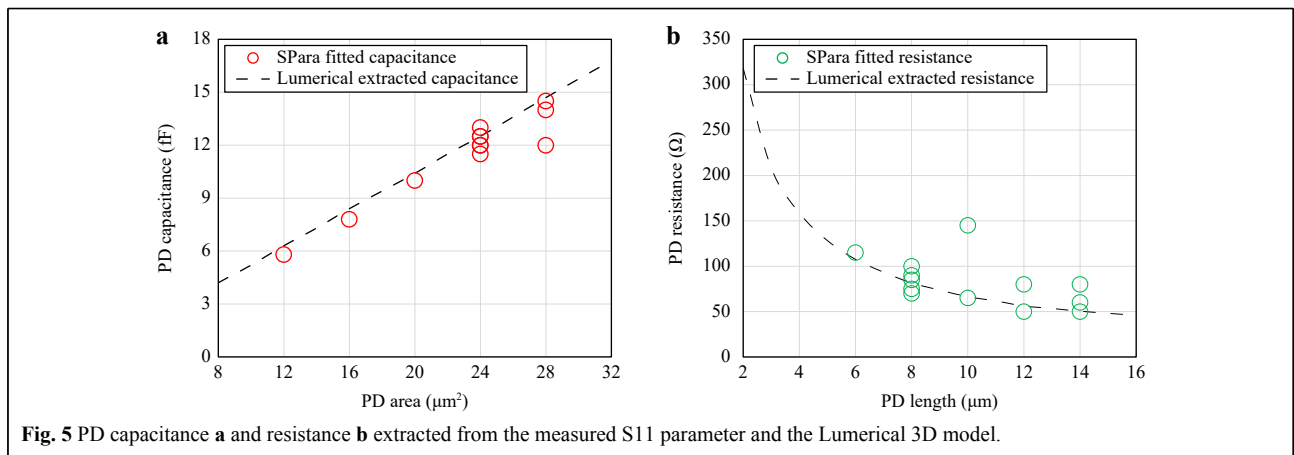 a
18
15
12
9
6
3
0
PD capacitance (fF)
SPara fitted capacitance
Lumerical extracted capacitance
8 12 16 20 24 28 32
PD area (μm²)
b
350
300
250
200
150
100
50
0
PD resistance (Ω)
SPara fitted resistance
Lumerical extracted resistance
2 4 6 8 10 12 14 16
PD length (μm)
Fig. 5 PD capacitance a and resistance b extracted from the measured S11 parameter and the Lumerical 3D model.